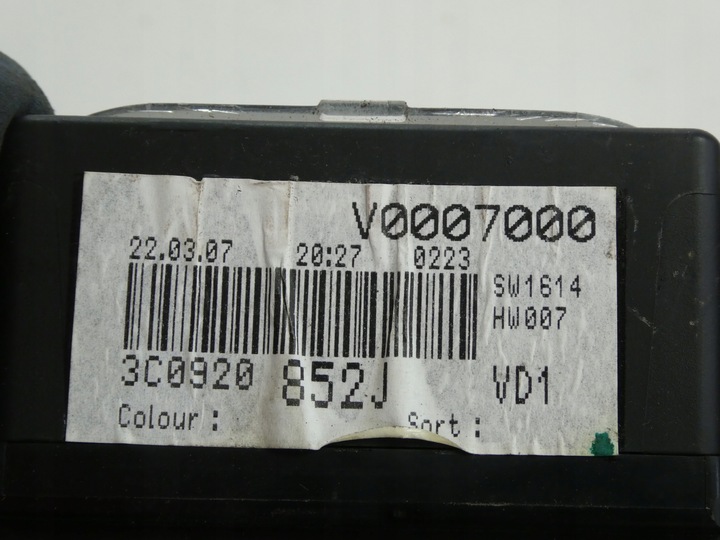 V0007000
22.03.07 20:27 0223
SW1614
HW007
3C0920 852J VD1
Colour : Sort :